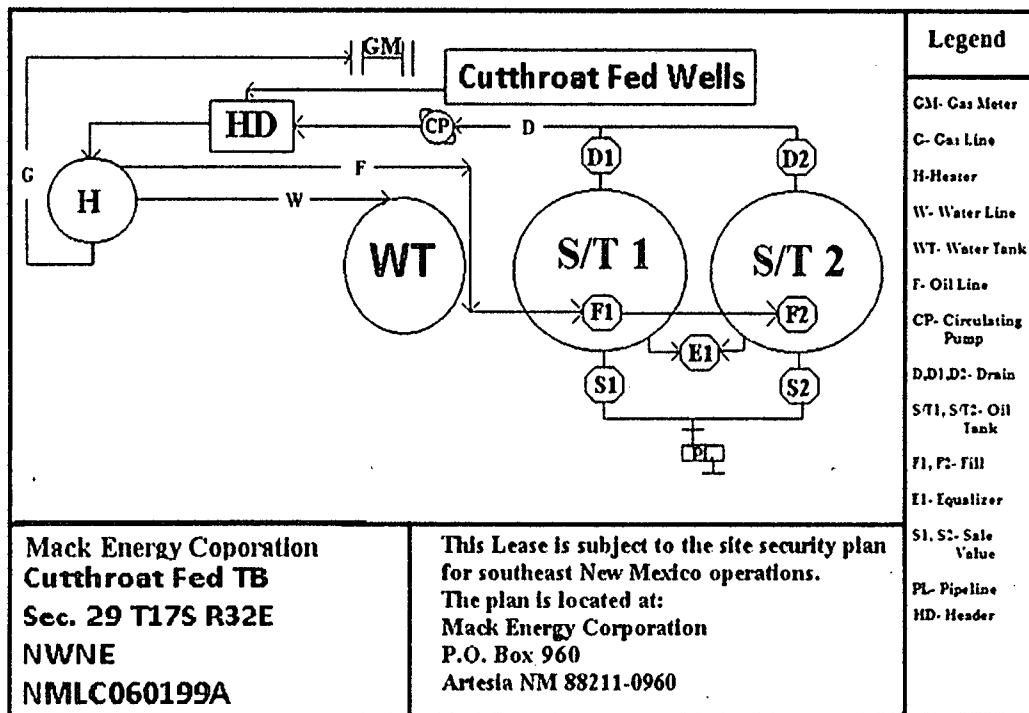 GM
Cutthroat Fed Wells
HD
CP
D
D1
D2
G
F
H
W
WT
S/T 1
S/T 2
F1
F2
E1
S1
S2
PL
Legend
GM- Gas Meter
G- Gas Line
H-Heater
W- Water Line
WT- Water Tank
F- Oil Line
CP- Circulating
Pump
D,D1,D2- Drain
S/T1, S/T2- Oil
Tank
F1, F2- Fill
E1- Equalizer
S1, S2- Sale
Value
PL- Pipeline
HD- Header
Mack Energy Coporation
Cutthroat Fed TB
Sec. 29 T17S R32E
NWNE
NMLC060199A
This Lease is subject to the site security plan
for southeast New Mexico operations.
The plan is located at:
Mack Energy Corporation
P.O. Box 960
Artesia NM 88211-0960